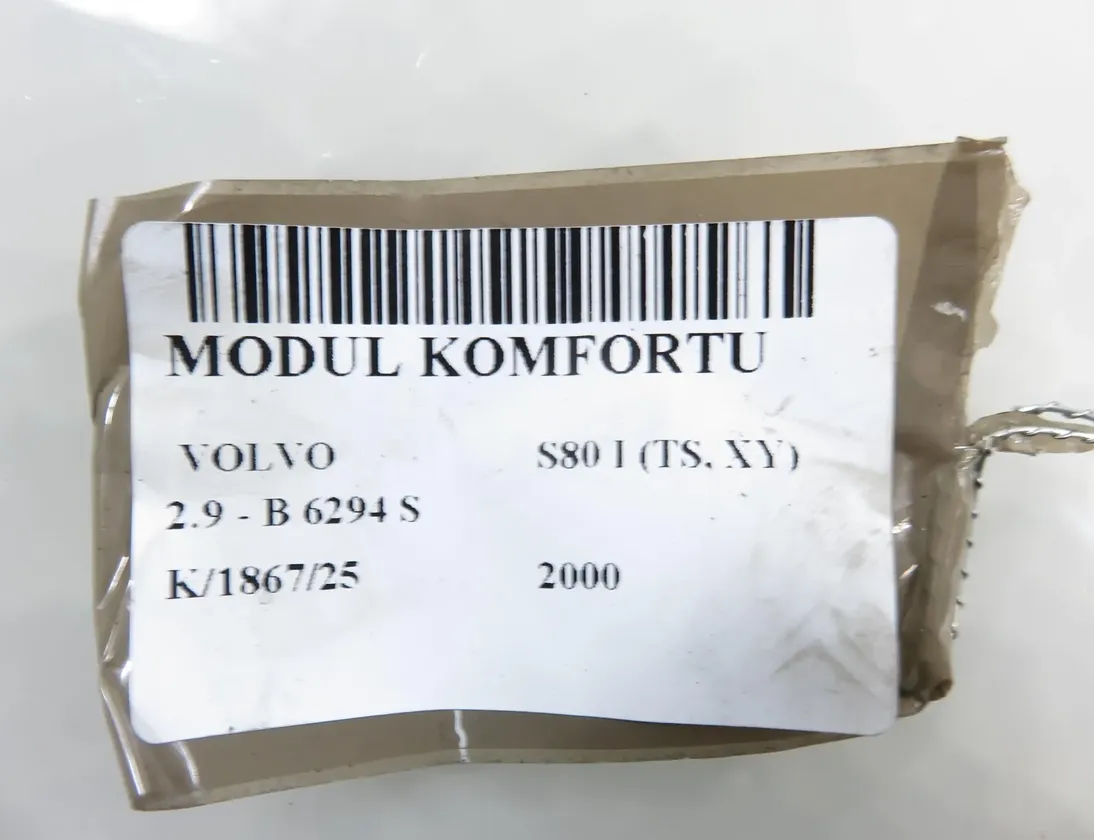 MODUL KOMFORTU
VOLVO S80 I (TS, XY)
2.9 - B 6294 S
K/1867/25 2000